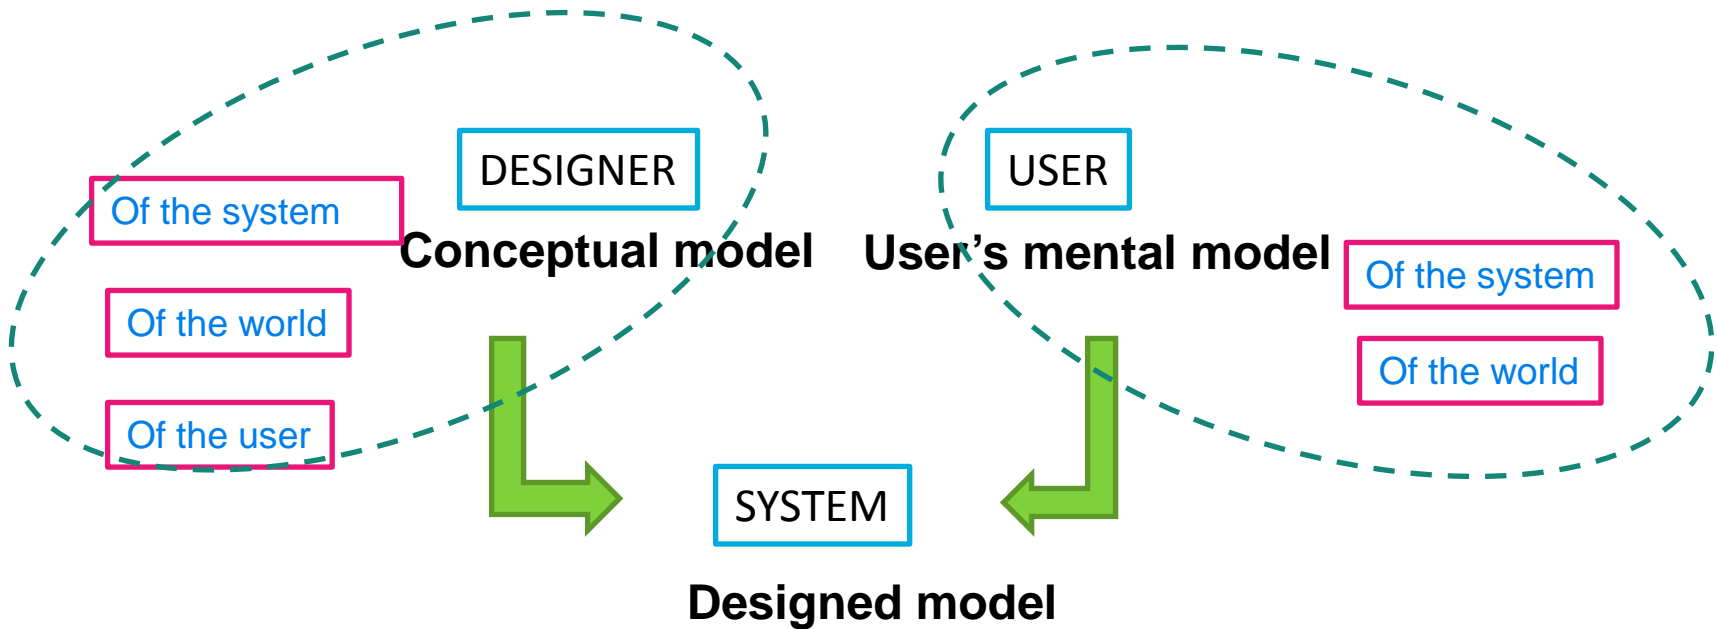 DESIGNER
Conceptual model
Of the system
Of the world
Of the user
USER
User’s mental model
Of the system
Of the world
SYSTEM
Designed model